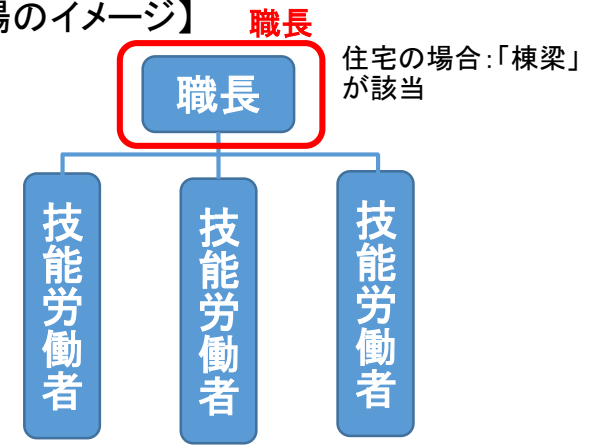 場のイメージ】
職長
住宅の場合：「棟梁」
が該当
職長
技能労働者
技能労働者
技能労働者